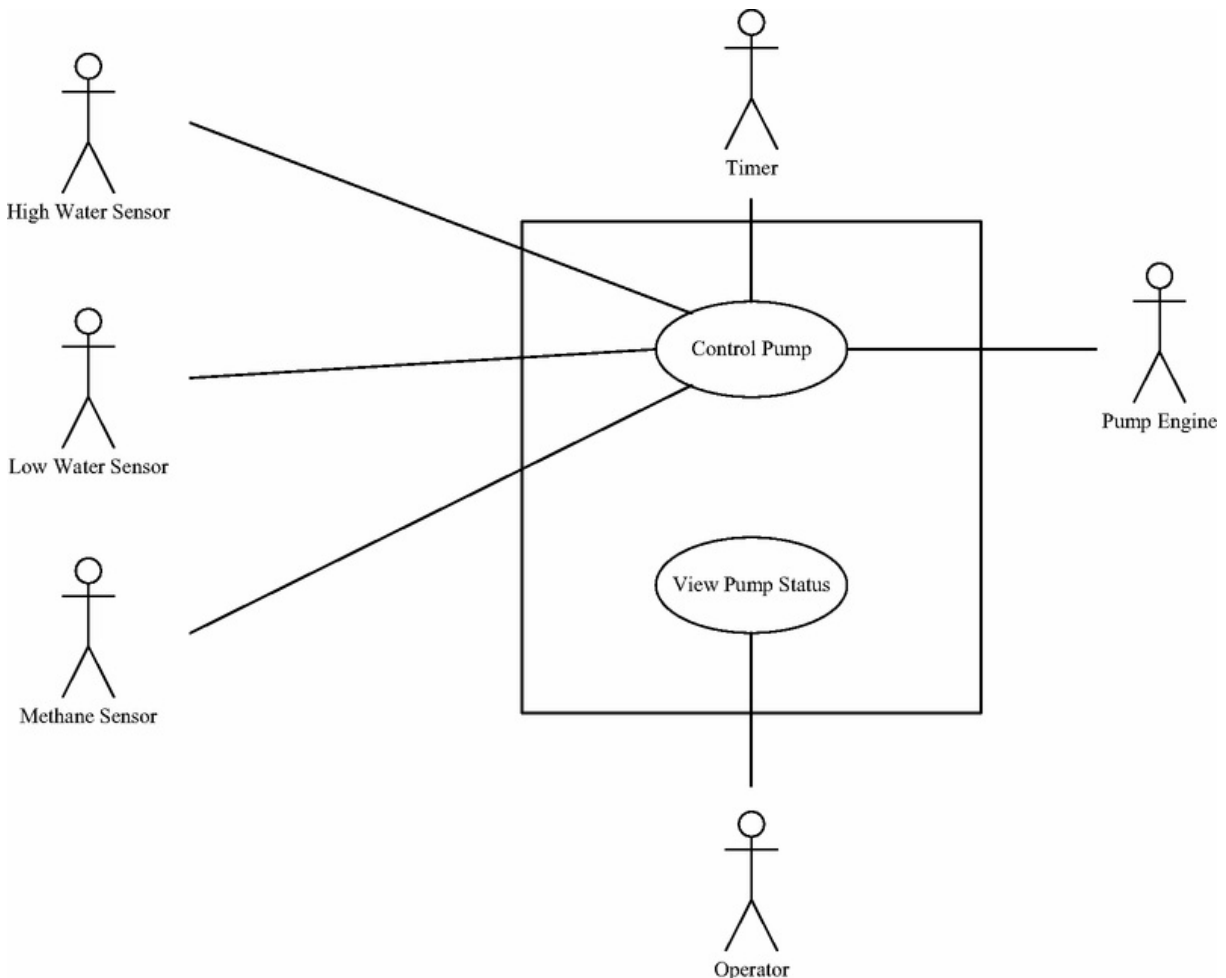 Timer
High Water Sensor
Control Pump
Pump Engine
Low Water Sensor
View Pump Status
Methane Sensor
Operator